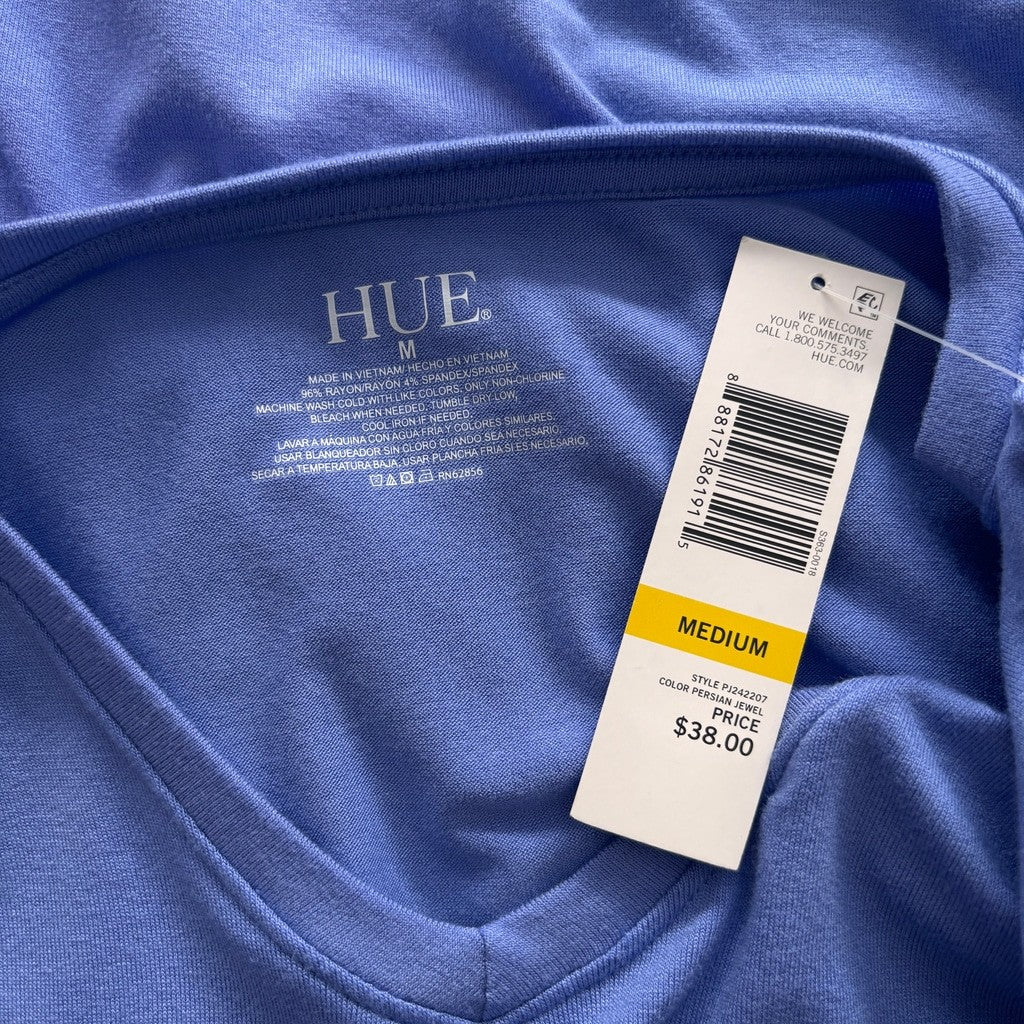 HUE®
M
MADE IN VIETNAM/ HECHO EN VIETNAM
96% RAYON/RAYÓN 4% SPANDEX/SPANDEX
MACHINE WASH COLD WITH LIKE COLORS. ONLY NON-CHLORINE
BLEACH WHEN NEEDED. TUMBLE DRY LOW,
COOL IRON IF NEEDED.
LAVAR A MAQUINA CON AGUA FRIA Y COLORES SIMILARES.
USAR BLANQUEADOR SIN CLORO CUANDO SEA NECESARIO.
SECAR A TEMPERATURA BAJA, USAR PLANCHA FRIA SI ES NECESARIO.
RN62856
WE WELCOME
YOUR COMMENTS.
CALL 1.800.575.3497
HUE.COM
8 88172 86191 5
S363-0018
MEDIUM
STYLE PJ242207
COLOR PERSIAN JEWEL
PRICE
$38.00